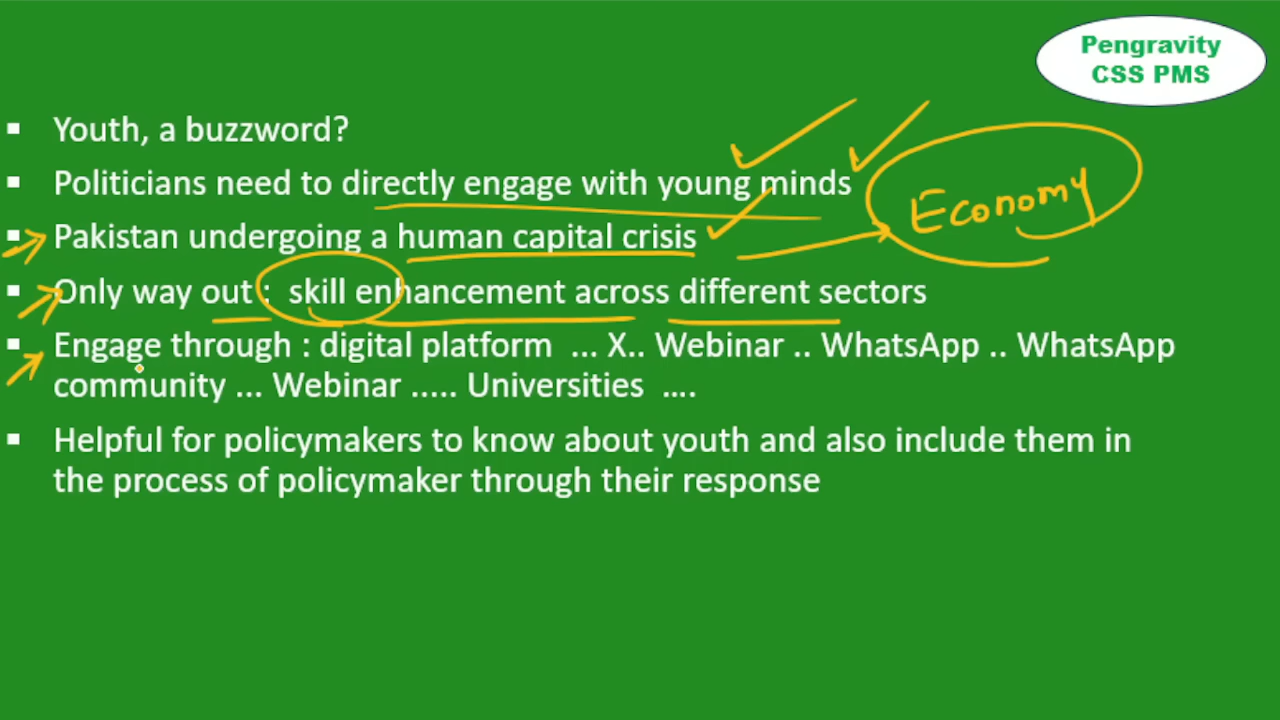 Pengravity
CSS PMS
▪ Youth, a buzzword?
▪ Politicians need to directly engage with young minds
Economy
▪ Pakistan undergoing a human capital crisis
▪ Only way out : skill enhancement across different sectors
▪ Engage through : digital platform ... X.. Webinar .. WhatsApp .. WhatsApp
community ... Webinar ..... Universities ....
▪ Helpful for policymakers to know about youth and also include them in
the process of policymaker through their response